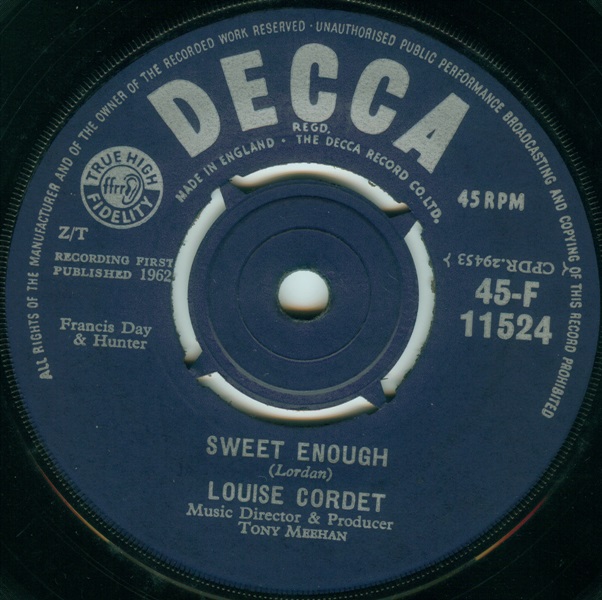 ALL RIGHTS OF THE MANUFACTURER AND OF THE OWNER OF THE RECORDED WORK RESERVED · UNAUTHORISED PUBLIC PERFORMANCE BROADCASTING AND COPYING OF THIS RECORD PROHIBITED
DECCA
REGD.
MADE IN ENGLAND · THE DECCA RECORD CO. LTD.
TRUE HIGH
ffrr
FIDELITY
45 RPM
Z/T
RECORDING FIRST
PUBLISHED 1962
(CPDR.29453)
45-F
11524
Francis Day
& Hunter
SWEET ENOUGH
(Lordan)
LOUISE CORDET
Music Director & Producer
TONY MEEHAN